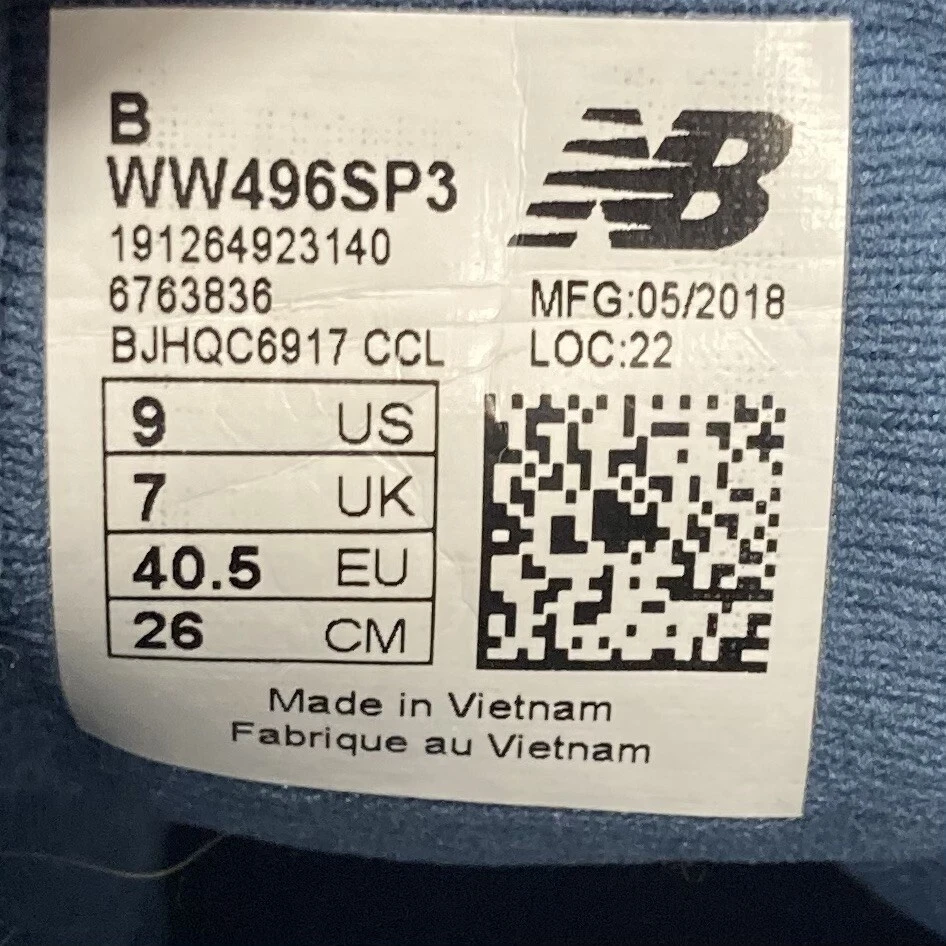 B
WW496SP3
191264923140
6763836
BJHQC6917 CCL
NB
MFG:05/2018
LOC:22
9 US
7 UK
40.5 EU
26 CM
Made in Vietnam
Fabrique au Vietnam